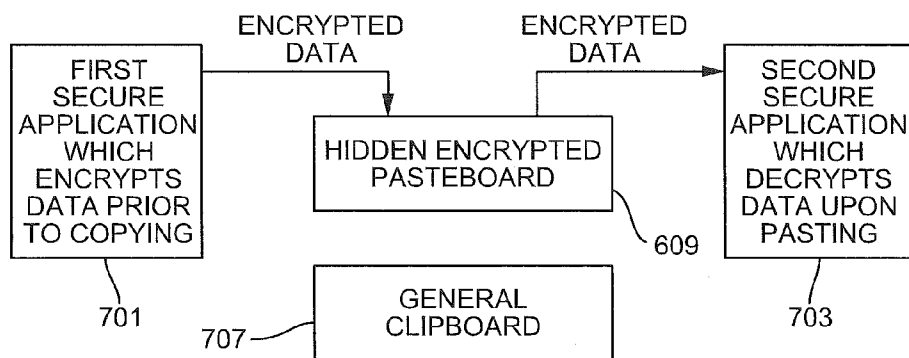 ENCRYPTED
DATA
ENCRYPTED
DATA
FIRST
SECURE
APPLICATION
WHICH
ENCRYPTS
DATA PRIOR
TO COPYING
HIDDEN ENCRYPTED
PASTEBOARD
SECOND
SECURE
APPLICATION
WHICH
DECRYPTS
DATA UPON
PASTING
609
701
703
GENERAL
CLIPBOARD
707